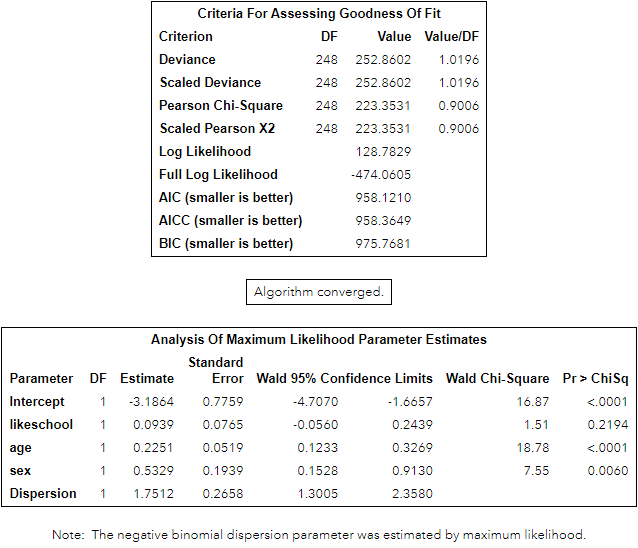 Criteria For Assessing Goodness Of Fit
Criterion DF Value Value/DF
Deviance 248 252.8602 1.0196
Scaled Deviance 248 252.8602 1.0196
Pearson Chi-Square 248 223.3531 0.9006
Scaled Pearson X2 248 223.3531 0.9006
Log Likelihood 128.7829
Full Log Likelihood -474.0605
AIC (smaller is better) 958.1210
AICC (smaller is better) 958.3649
BIC (smaller is better) 975.7681
Algorithm converged.
Analysis Of Maximum Likelihood Parameter Estimates
Parameter DF Estimate Standard Error Wald 95% Confidence Limits Wald Chi-Square Pr > ChiSq
Intercept 1 -3.1864 0.7759 -4.7070 -1.6657 16.87 <.0001
likeschool 1 0.0939 0.0765 -0.0560 0.2439 1.51 0.2194
age 1 0.2251 0.0519 0.1233 0.3269 18.78 <.0001
sex 1 0.5329 0.1939 0.1528 0.9130 7.55 0.0060
Dispersion 1 1.7512 0.2658 1.3005 2.3580
Note: The negative binomial dispersion parameter was estimated by maximum likelihood.